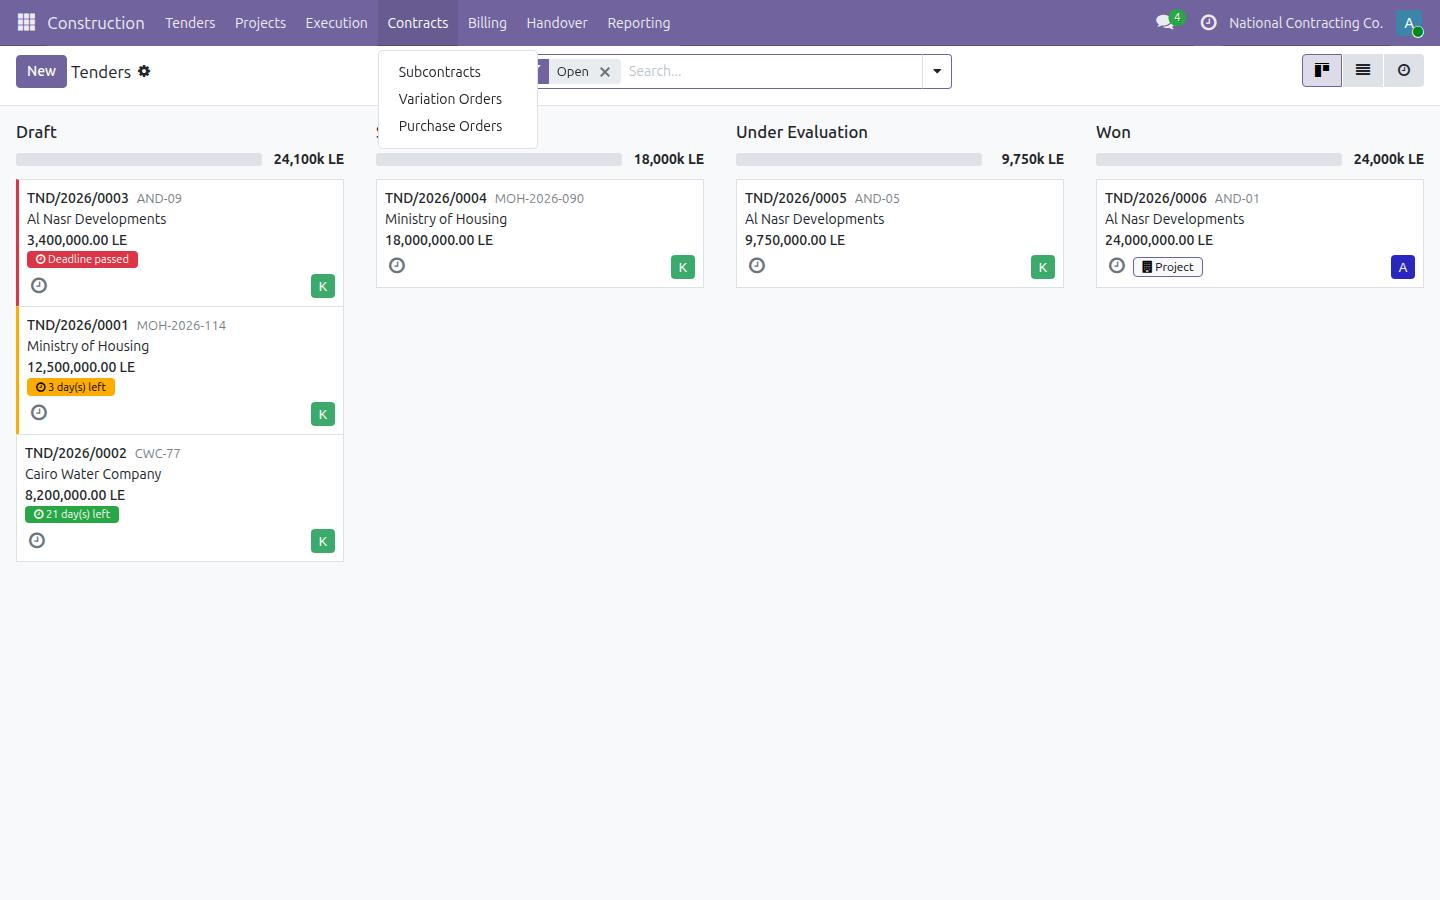 Construction Tenders Projects Execution Contracts Billing Handover Reporting 4 National Contracting Co. A
New Tenders Open Search...
Subcontracts
Variation Orders
Purchase Orders
Draft
24,100k LE
TND/2026/0003 AND-09
Al Nasr Developments
3,400,000.00 LE
Deadline passed
K
TND/2026/0001 MOH-2026-114
Ministry of Housing
12,500,000.00 LE
3 day(s) left
K
TND/2026/0002 CWC-77
Cairo Water Company
8,200,000.00 LE
21 day(s) left
K
18,000k LE
TND/2026/0004 MOH-2026-090
Ministry of Housing
18,000,000.00 LE
K
Under Evaluation
9,750k LE
TND/2026/0005 AND-05
Al Nasr Developments
9,750,000.00 LE
K
Won
24,000k LE
TND/2026/0006 AND-01
Al Nasr Developments
24,000,000.00 LE
Project
A